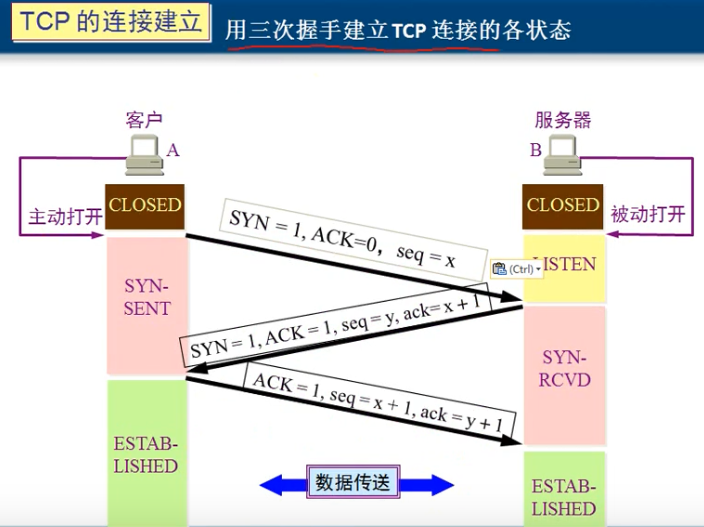 TCP 的连接建立
用三次握手建立 TCP 连接的各状态
客户
A
服务器
B
主动打开
CLOSED
CLOSED
被动打开
SYN = 1, ACK=0，seq = x
(Ctrl)
LISTEN
SYN-
SENT
SYN = 1, ACK = 1, seq = y, ack= x + 1
SYN-
RCVD
ACK = 1, seq = x + 1, ack = y + 1
ESTAB-
LISHED
数据传送
ESTAB-
LISHED